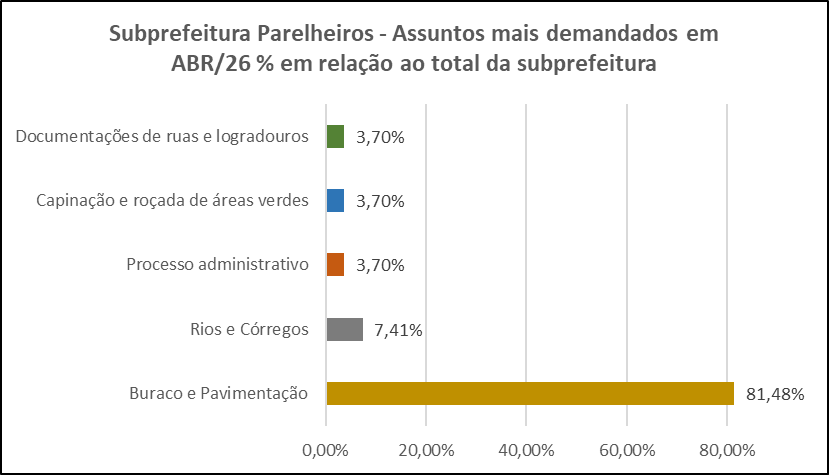 Subprefeitura Parelheiros - Assuntos mais demandados em
ABR/26 % em relação ao total da subprefeitura
Documentações de ruas e logradouros
3,70%
Capinação e roçada de áreas verdes
3,70%
Processo administrativo
3,70%
Rios e Córregos
7,41%
Buraco e Pavimentação
81,48%
0,00% 20,00% 40,00% 60,00% 80,00%